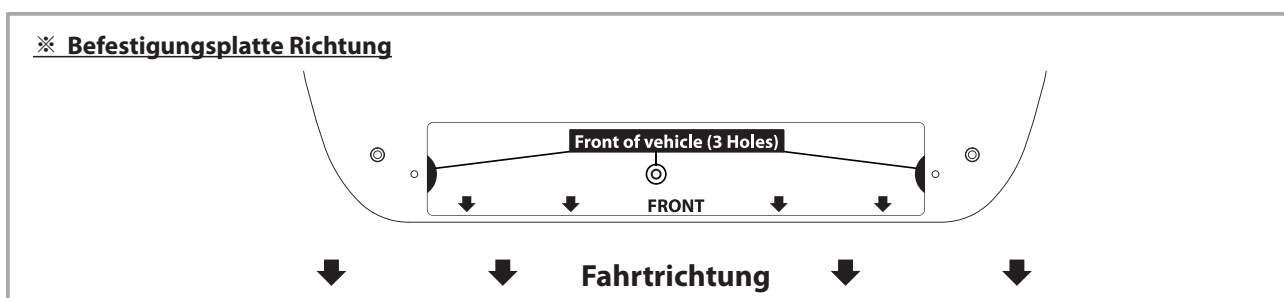 ※ Befestigungsplatte Richtung
Front of vehicle (3 Holes)
FRONT
Fahrtrichtung